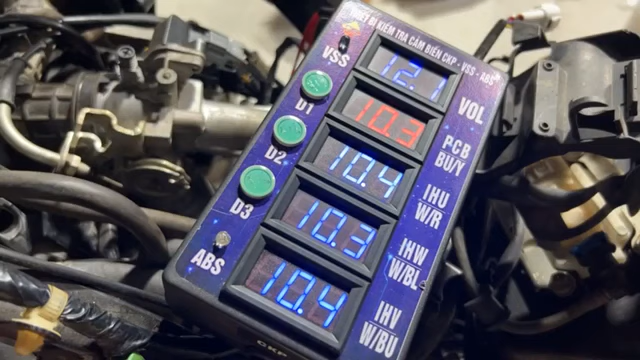 THIẾT BỊ KIỂM TRA CẢM BIẾN CKP - VSS - ABS
VSS
12.1
VOL
D1
10.3
PCB
BU/Y
D2
10.4
IHU
W/R
D3
10.3
IHW
W/BL
ABS
10.4
IHV
W/BU
CKP